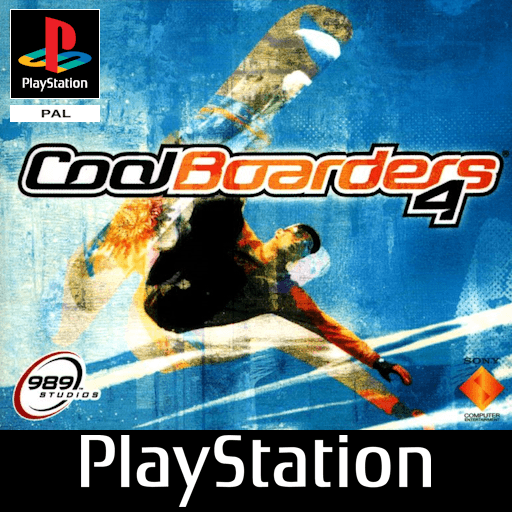 PlayStation
PAL
CoolBoarders
4
989
STUDIOS
SONY
COMPUTER
ENTERTAINMENT
PlayStation